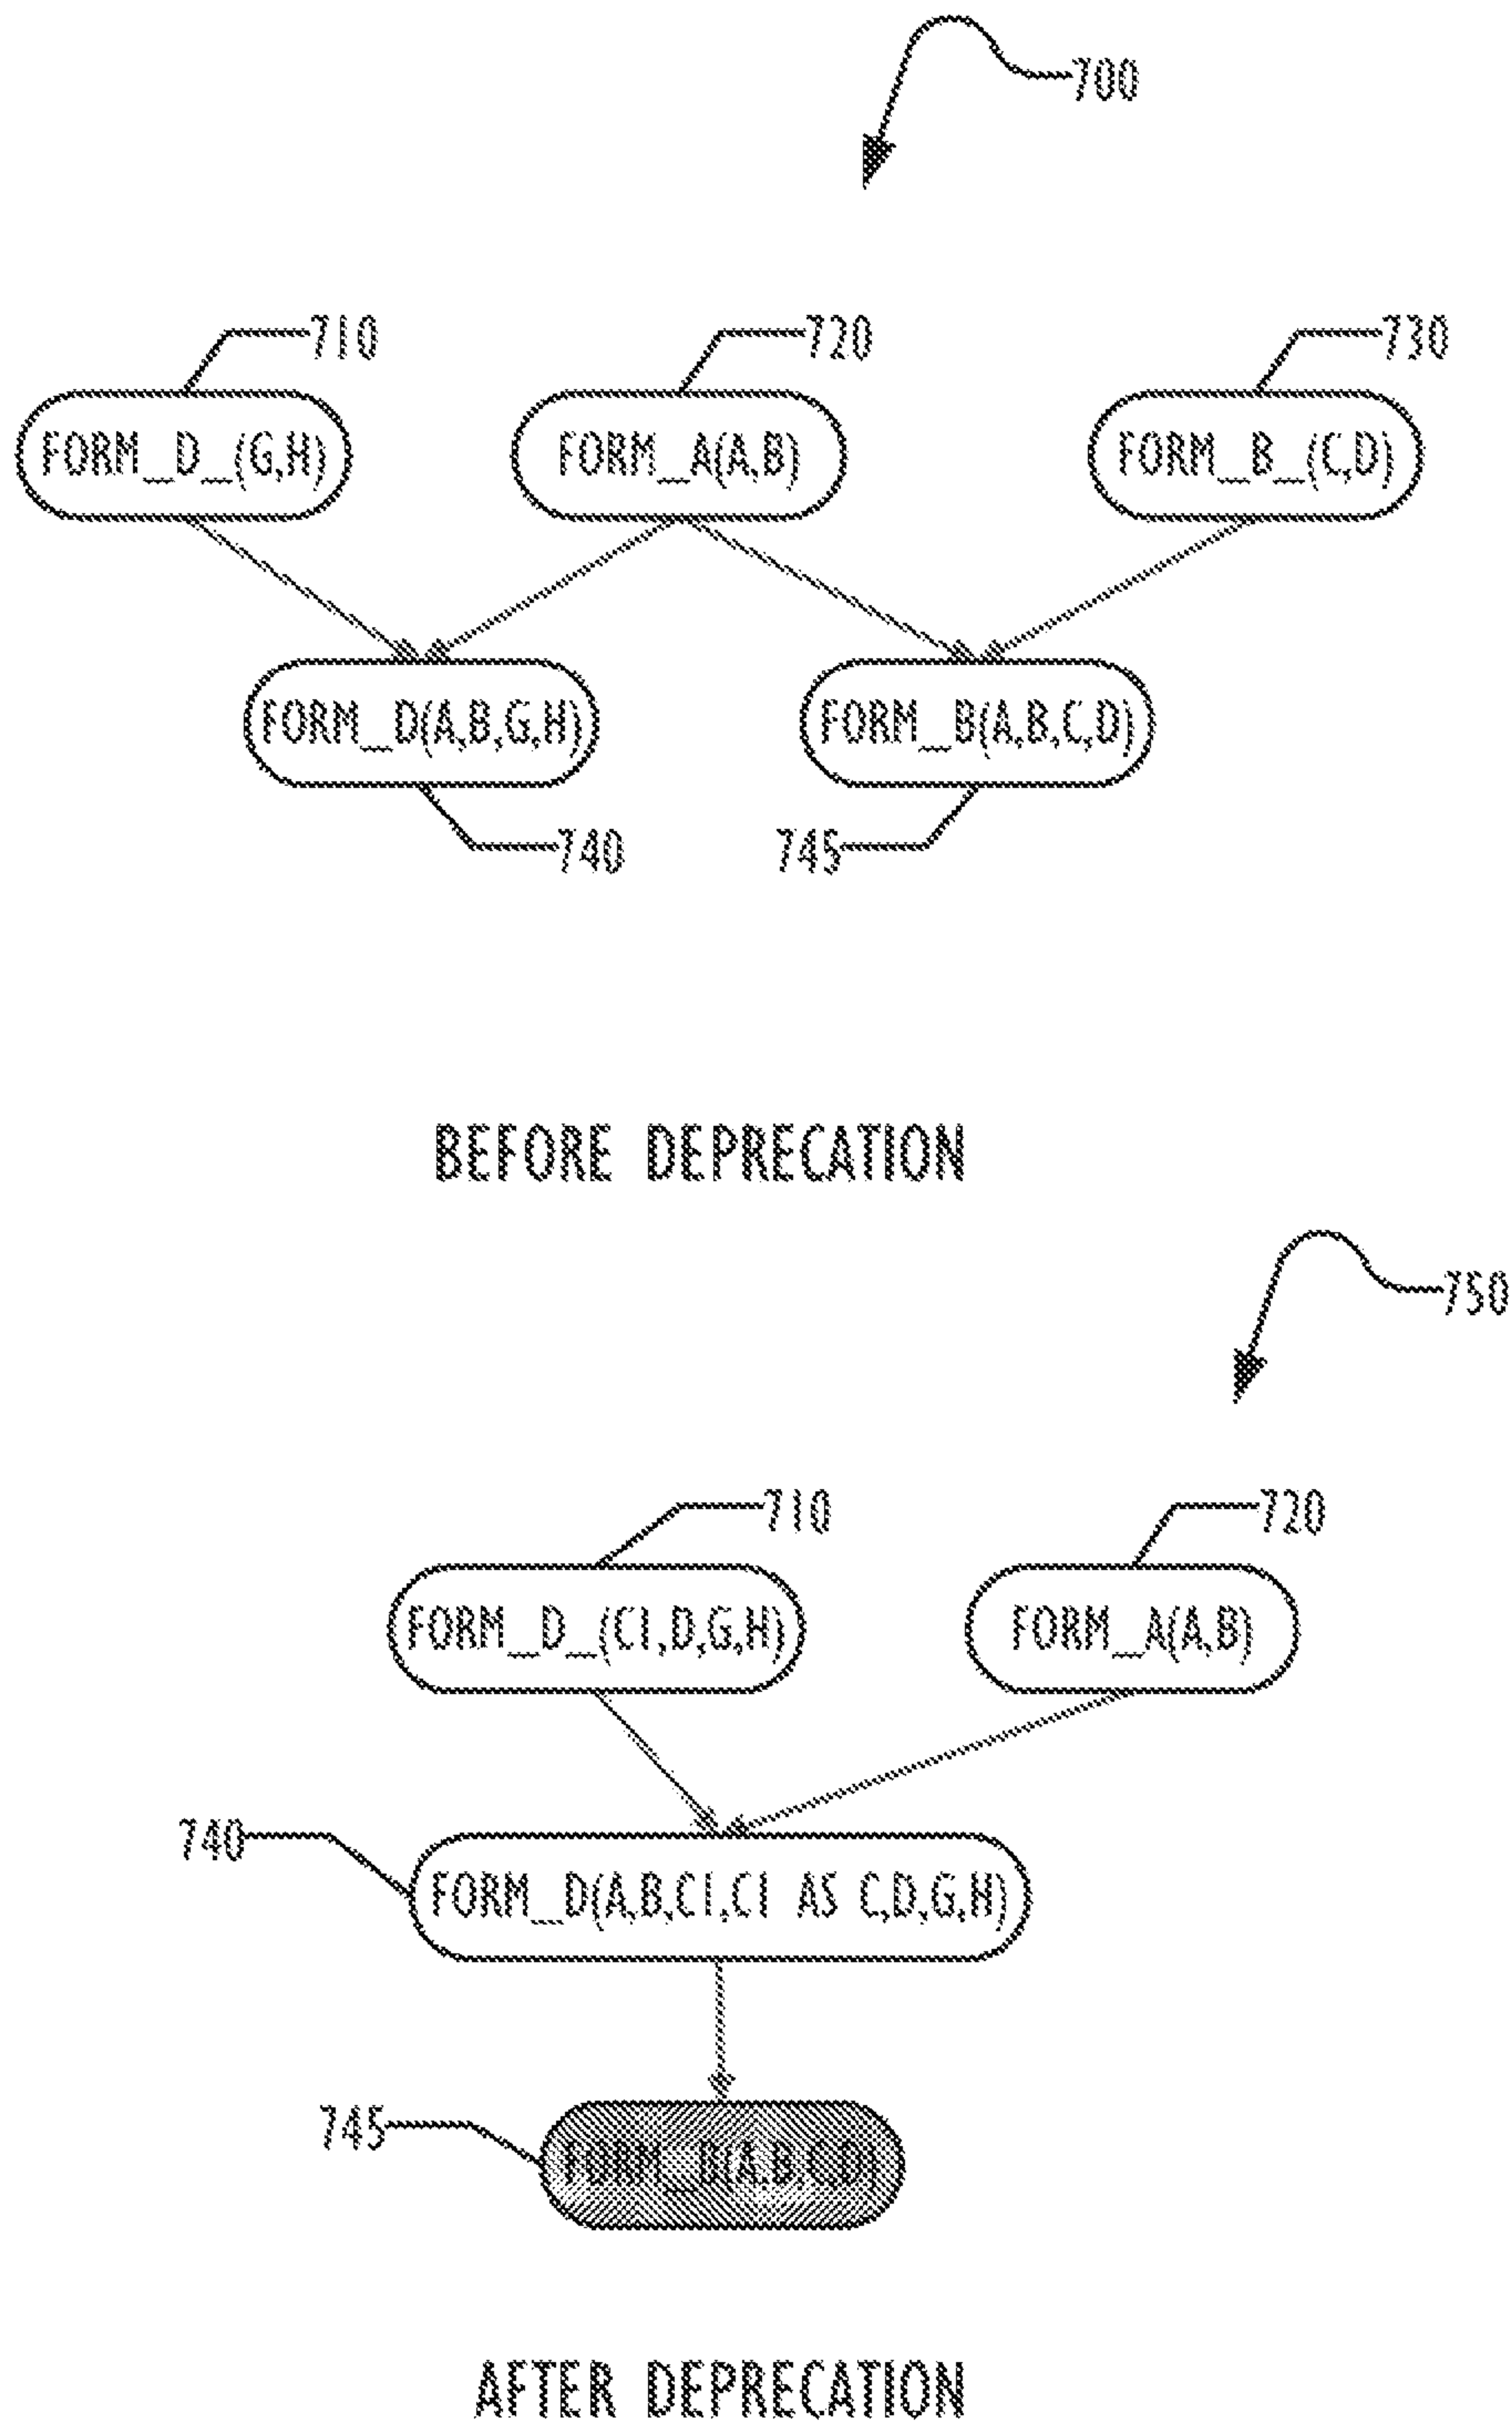 700
710
720
730
FORM_D_(G,H)
FORM_A(A,B)
FORM_B_(C,D)
FORM_D(A,B,G,H)
FORM_B(A,B,C,D)
740
745
BEFORE DEPRECATION
750
710
720
FORM_D_(C1,D,G,H)
FORM_A(A,B)
740
FORM_D(A,B,C1,C1 AS C,D,G,H)
745
AFTER DEPRECATION